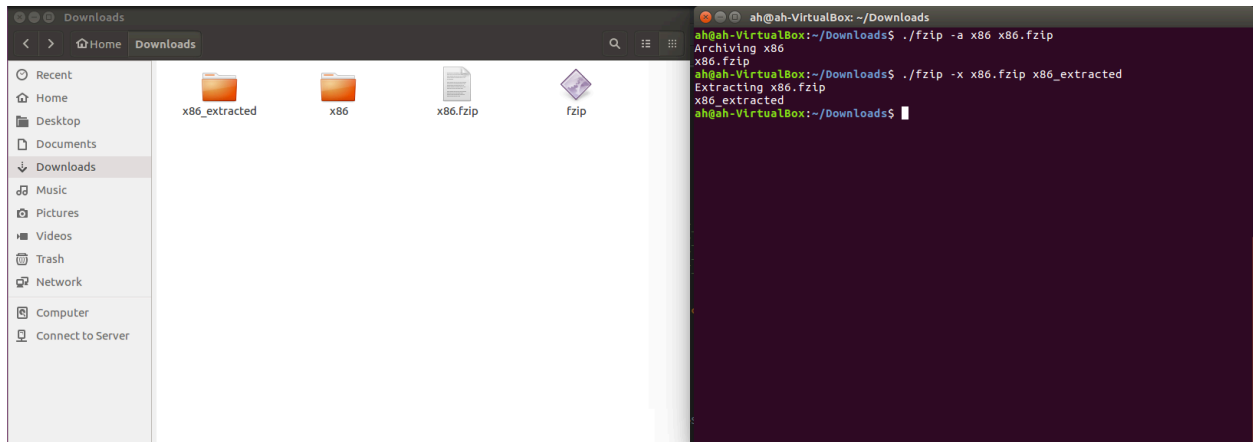 Downloads
Home Downloads
Recent
Home
Desktop
Documents
Downloads
Music
Pictures
Videos
Trash
Network
Computer
Connect to Server
x86_extracted
x86
x86.fzip
fzip
ah@ah-VirtualBox: ~/Downloads
ah@ah-VirtualBox:~/Downloads$ ./fzip -a x86 x86.fzip
Archiving x86
x86.fzip
ah@ah-VirtualBox:~/Downloads$ ./fzip -x x86.fzip x86_extracted
Extracting x86.fzip
x86_extracted
ah@ah-VirtualBox:~/Downloads$